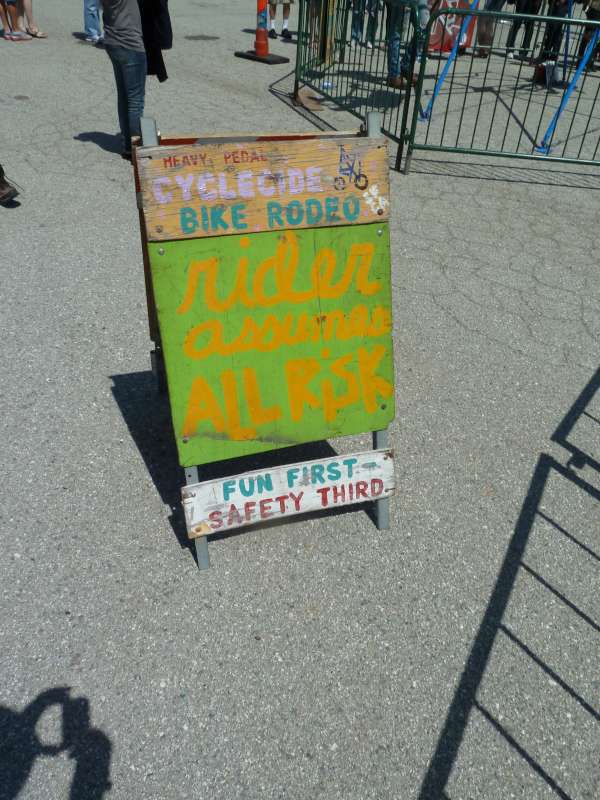 HEAVY PEDAL
CYCLECIDE
BIKE RODEO
rider
assumes
ALL RiSK
FUN FIRST-
SAFETY THIRD